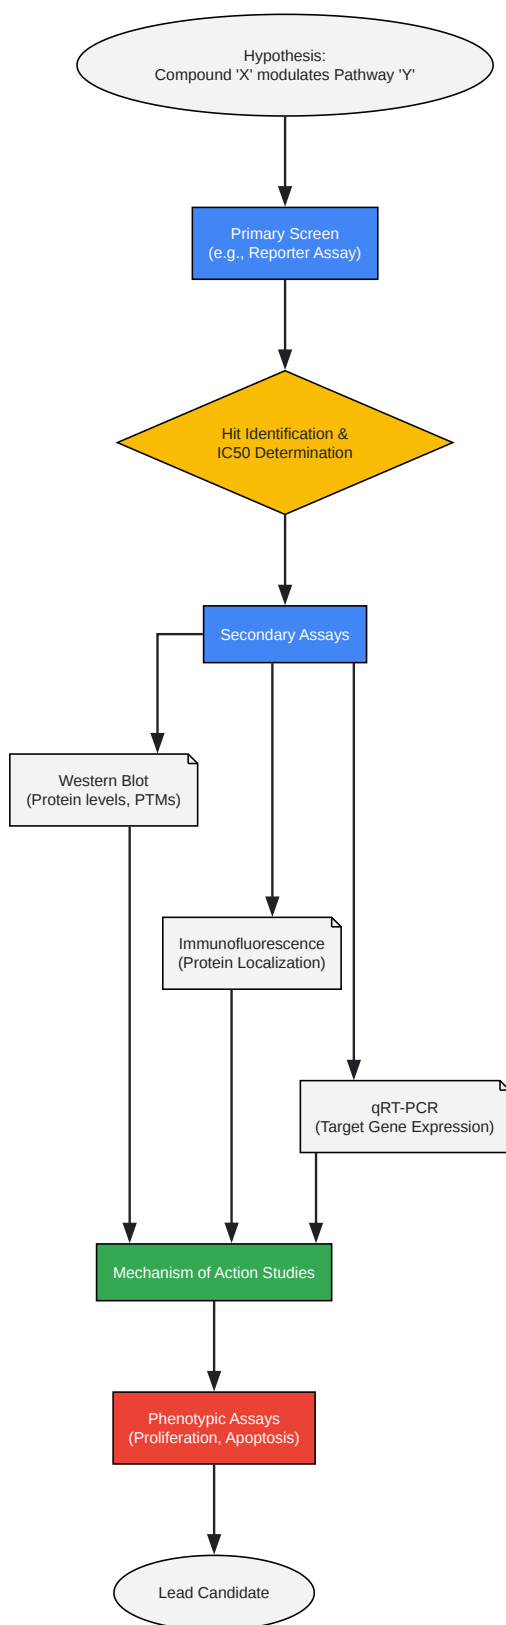 Hypothesis:
Compound 'X' modulates Pathway 'Y'
Primary Screen
(e.g., Reporter Assay)
Hit Identification &
IC50 Determination
Secondary Assays
Western Blot
(Protein levels, PTMs)
Immunofluorescence
(Protein Localization)
qRT-PCR
(Target Gene Expression)
Mechanism of Action Studies
Phenotypic Assays
(Proliferation, Apoptosis)
Lead Candidate